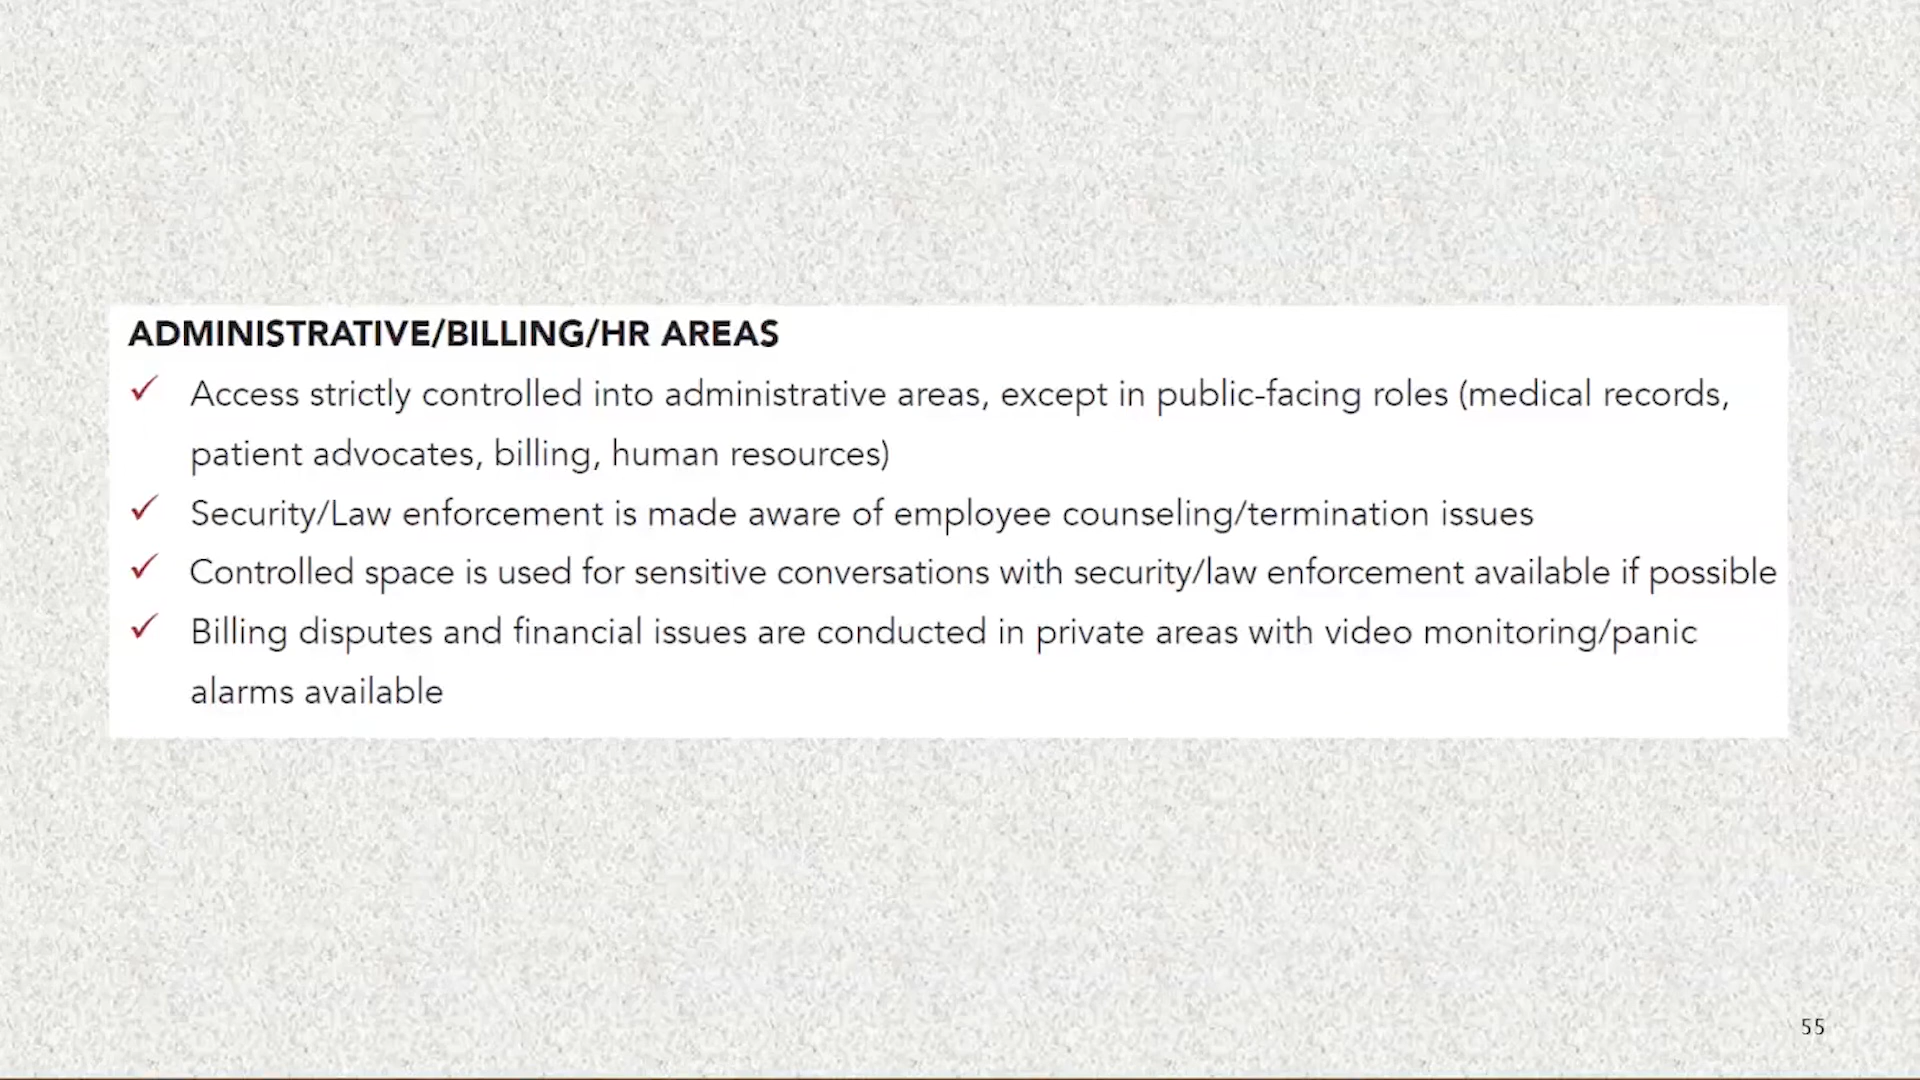 ADMINISTRATIVE/BILLING/HR AREAS
✓ Access strictly controlled into administrative areas, except in public-facing roles (medical records,
patient advocates, billing, human resources)
✓ Security/Law enforcement is made aware of employee counseling/termination issues
✓ Controlled space is used for sensitive conversations with security/law enforcement available if possible
✓ Billing disputes and financial issues are conducted in private areas with video monitoring/panic
alarms available
55